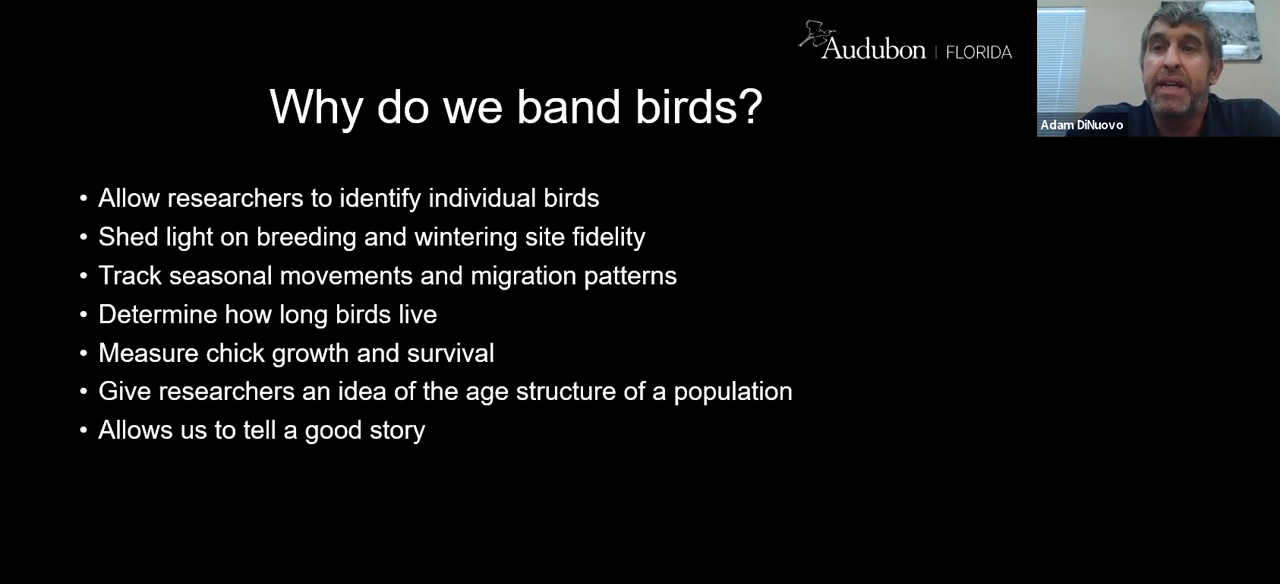 Audubon | FLORIDA
Adam DiNuovo
Why do we band birds?
• Allow researchers to identify individual birds
• Shed light on breeding and wintering site fidelity
• Track seasonal movements and migration patterns
• Determine how long birds live
• Measure chick growth and survival
• Give researchers an idea of the age structure of a population
• Allows us to tell a good story